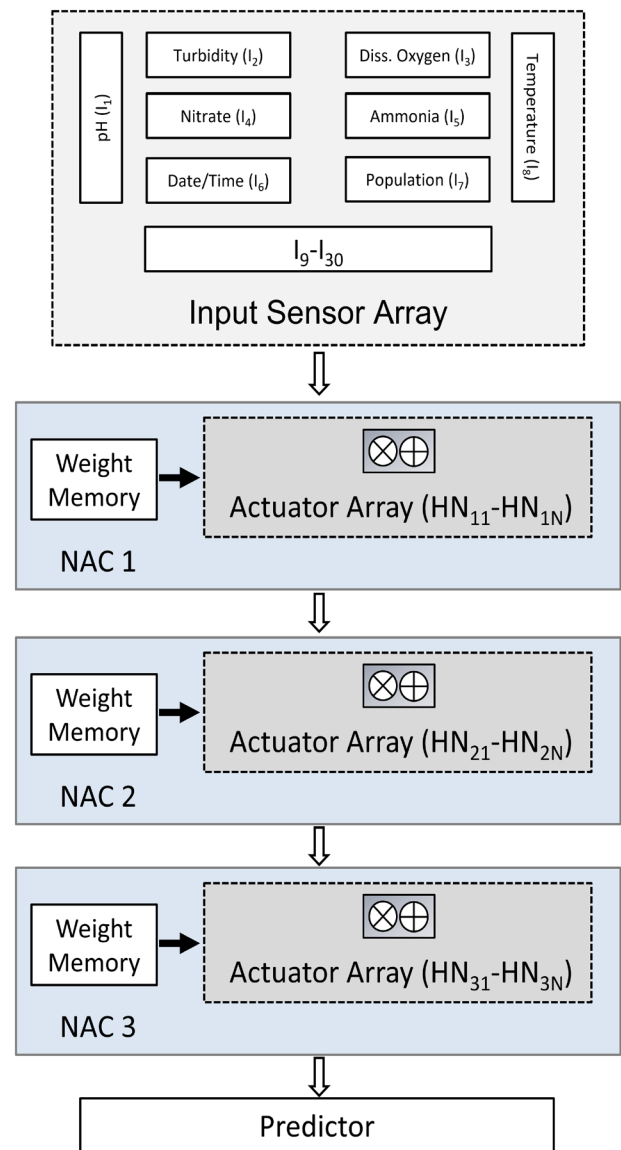 pH (I₁)
Turbidity (I₂)
Diss. Oxygen (I₃)
Temperature (I₈)
Nitrate (I₄)
Ammonia (I₅)
Date/Time (I₆)
Population (I₇)
I₉-I₃₀
Input Sensor Array
Weight
Memory
Actuator Array (HN₁₁-HN₁N)
NAC 1
Weight
Memory
Actuator Array (HN₂₁-HN₂N)
NAC 2
Weight
Memory
Actuator Array (HN₃₁-HN₃N)
NAC 3
Predictor